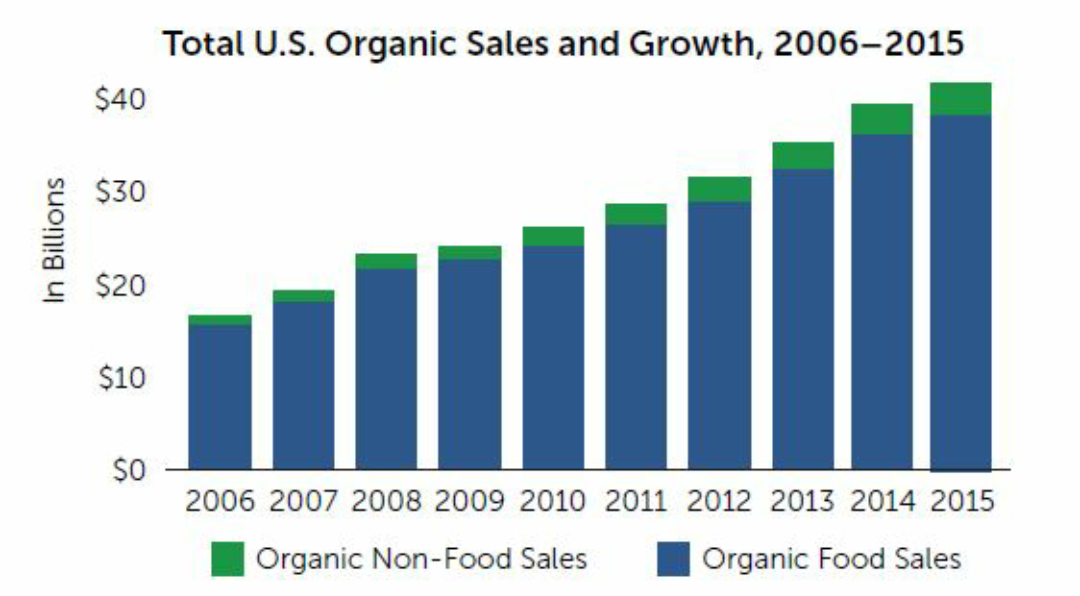 Total U.S. Organic Sales and Growth, 2006–2015
$40
$30
$20
$10
$0
In Billions
2006 2007 2008 2009 2010 2011 2012 2013 2014 2015
Organic Non-Food Sales Organic Food Sales